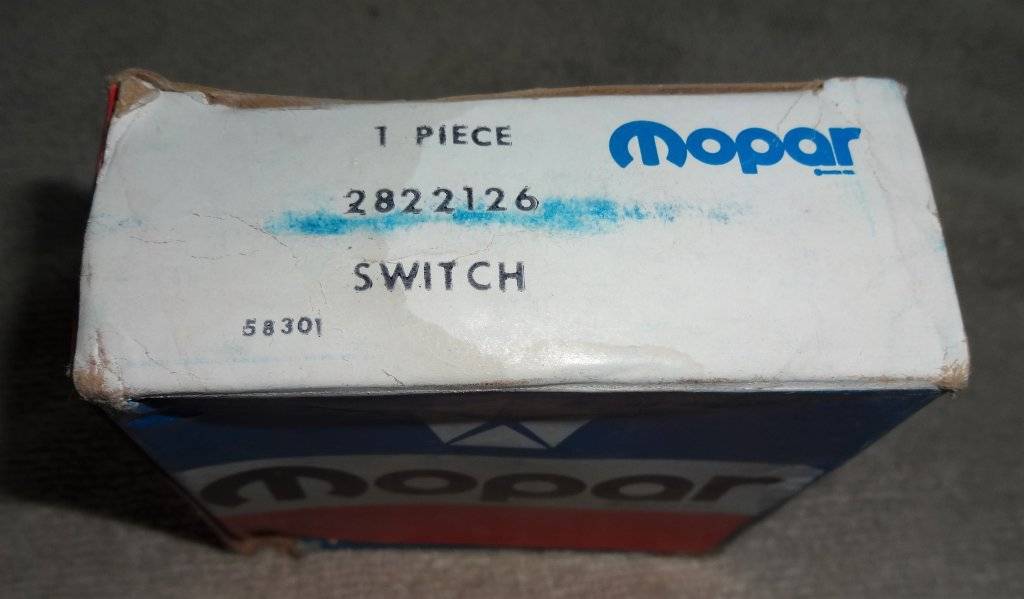 1 PIECE
mopar
2822126
SWITCH
58301
mopar